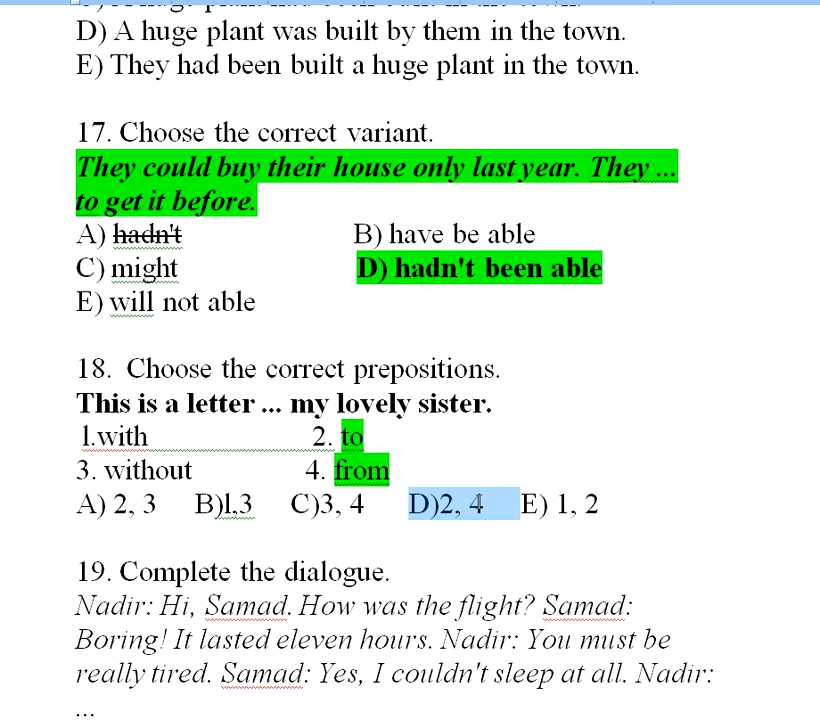 D) A huge plant was built by them in the town.
E) They had been built a huge plant in the town.
17. Choose the correct variant.
They could buy their house only last year. They ...
to get it before.
A) hadn't B) have be able
C) might D) hadn't been able
E) will not able
18. Choose the correct prepositions.
This is a letter ... my lovely sister.
1.with 2. to
3. without 4. from
A) 2, 3 B)1,3 C)3, 4 D)2, 4 E) 1, 2
19. Complete the dialogue.
Nadir: Hi, Samad. How was the flight? Samad:
Boring! It lasted eleven hours. Nadir: You must be
really tired. Samad: Yes, I couldn't sleep at all. Nadir:
...